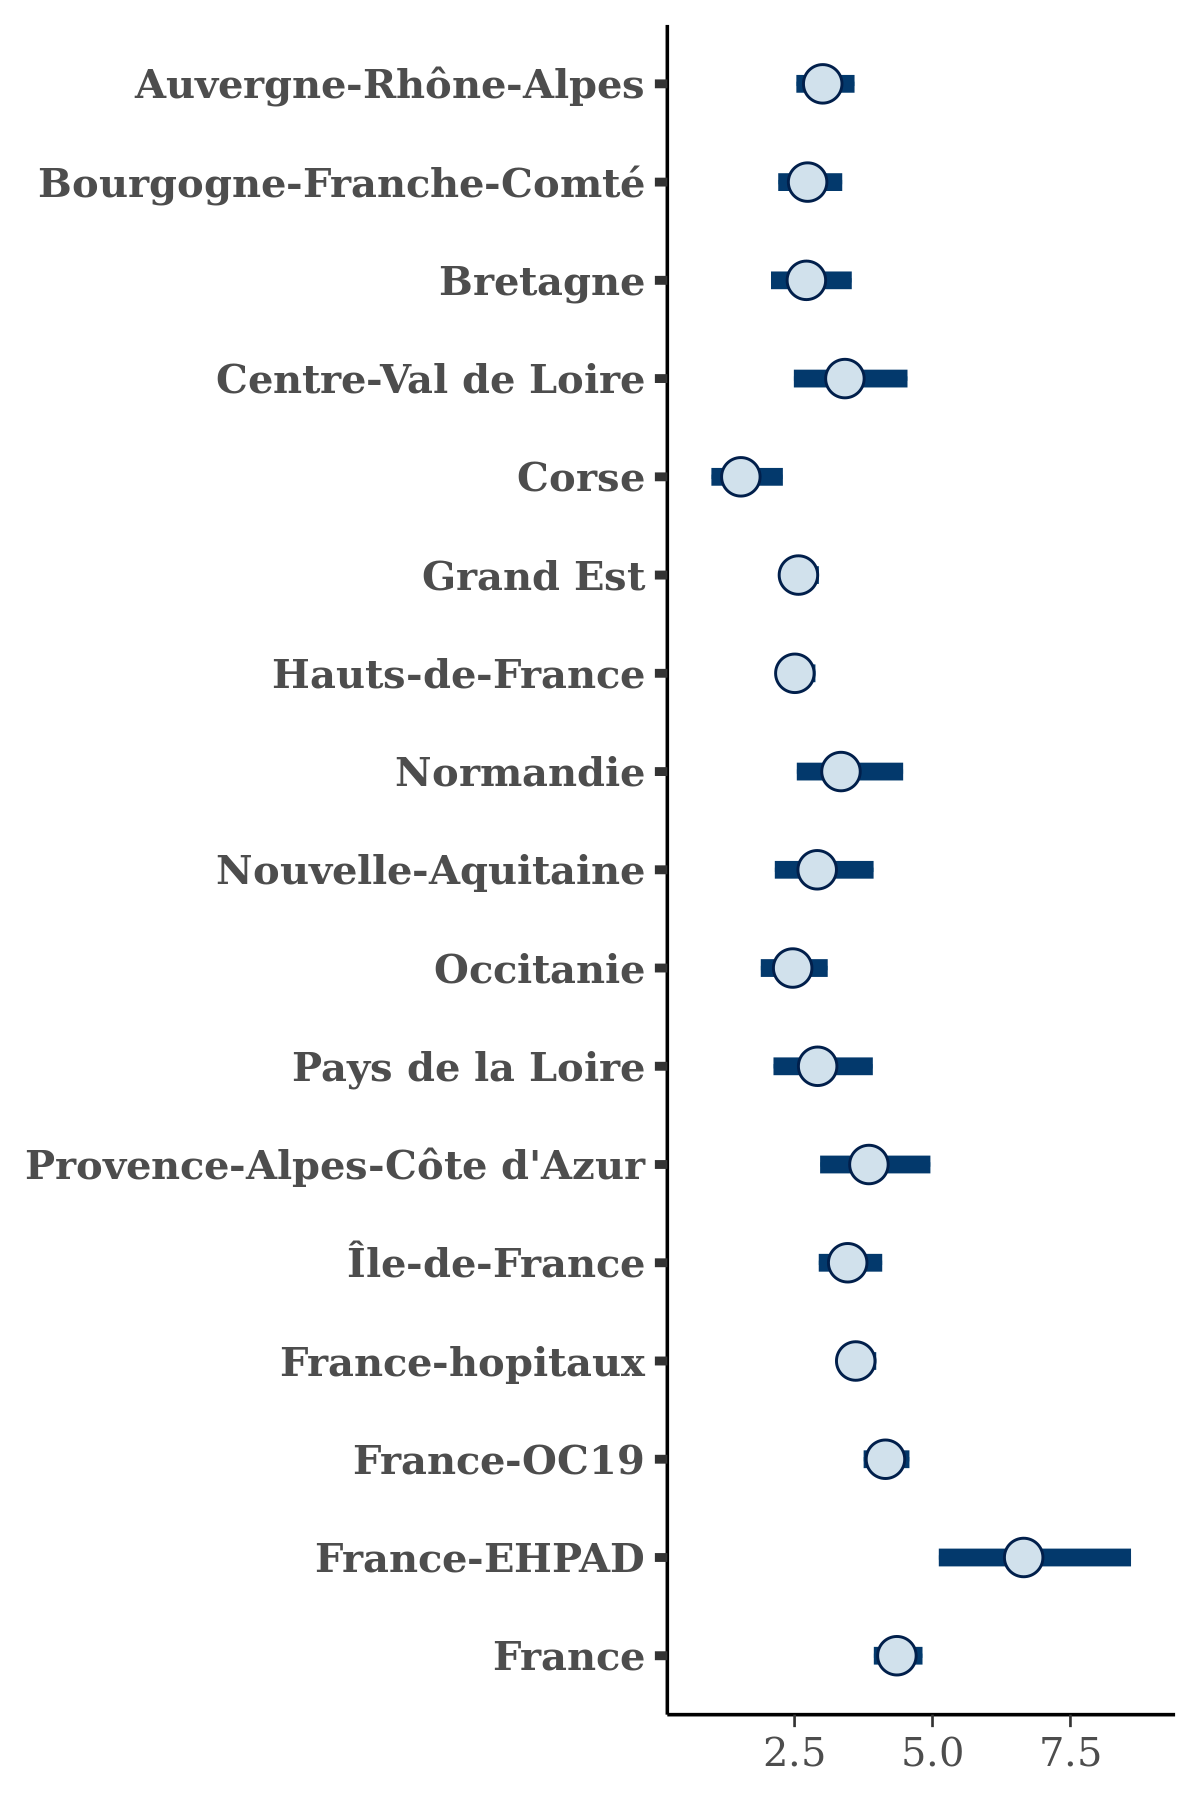 Auvergne-Rhône-Alpes
Bourgogne-Franche-Comté
Bretagne
Centre-Val de Loire
Corse
Grand Est
Hauts-de-France
Normandie
Nouvelle-Aquitaine
Occitanie
Pays de la Loire
Provence-Alpes-Côte d'Azur
Île-de-France
France-hopitaux
France-OC19
France-EHPAD
France
2.5 5.0 7.5